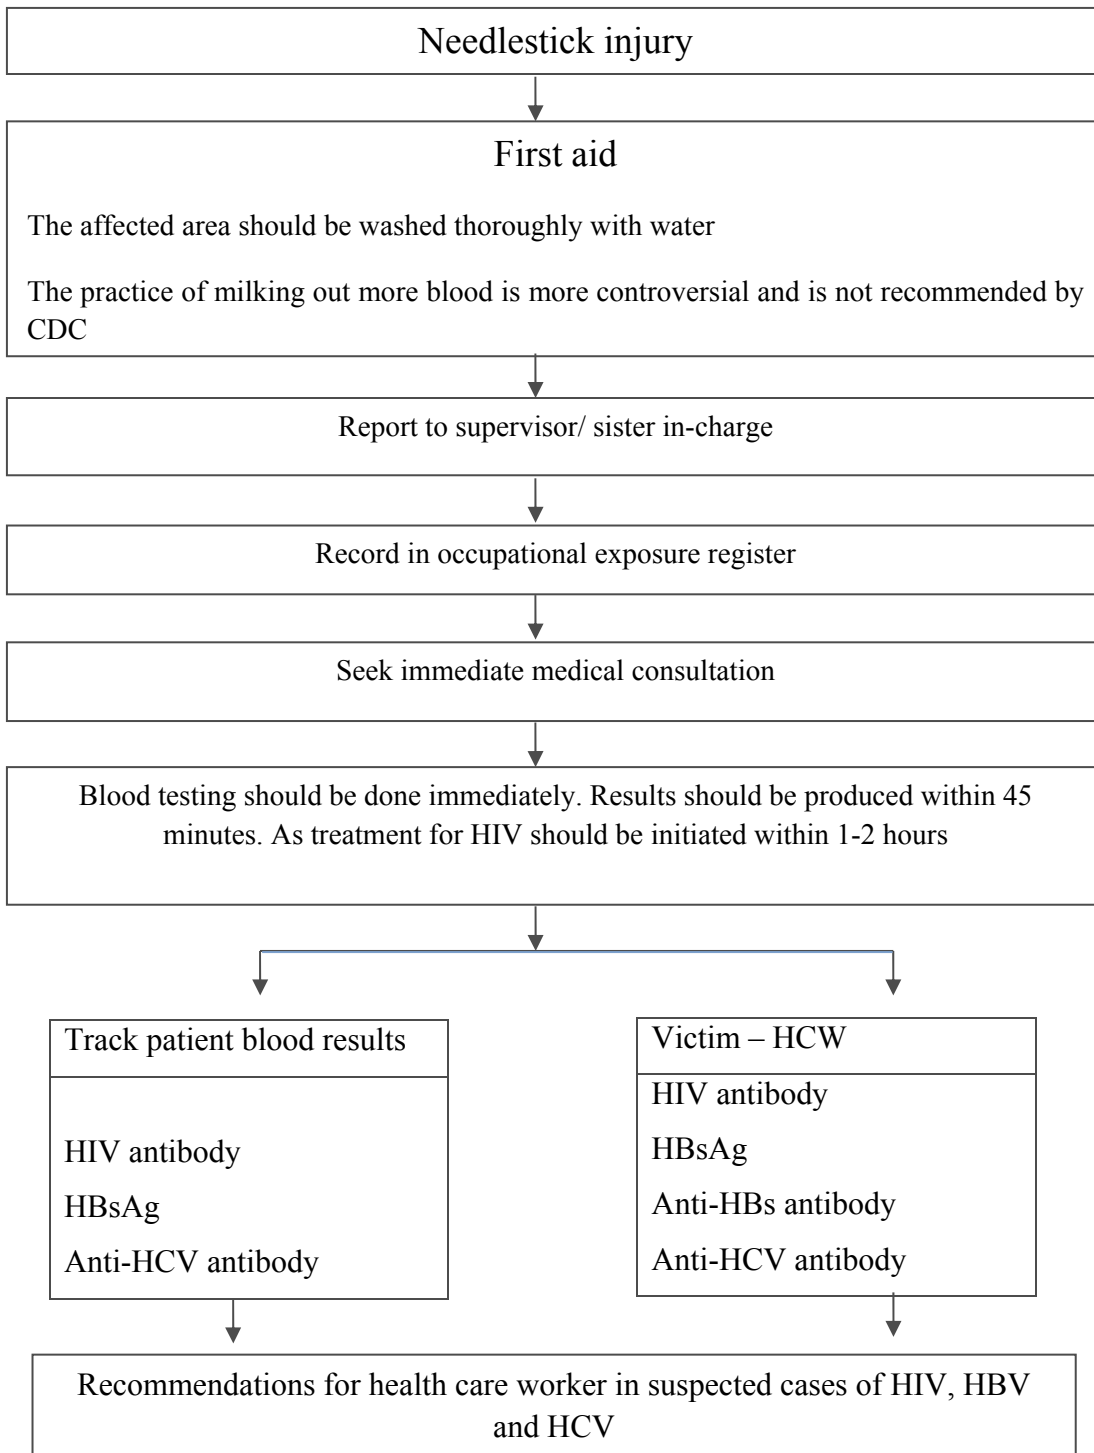 Needlestick injury
First aid
The affected area should be washed thoroughly with water
The practice of milking out more blood is more controversial and is not recommended by
CDC
Report to supervisor/ sister in-charge
Record in occupational exposure register
Seek immediate medical consultation
Blood testing should be done immediately. Results should be produced within 45
minutes. As treatment for HIV should be initiated within 1-2 hours
Track patient blood results
HIV antibody
HBsAg
Anti-HCV antibody
Victim – HCW
HIV antibody
HBsAg
Anti-HBs antibody
Anti-HCV antibody
Recommendations for health care worker in suspected cases of HIV, HBV
and HCV